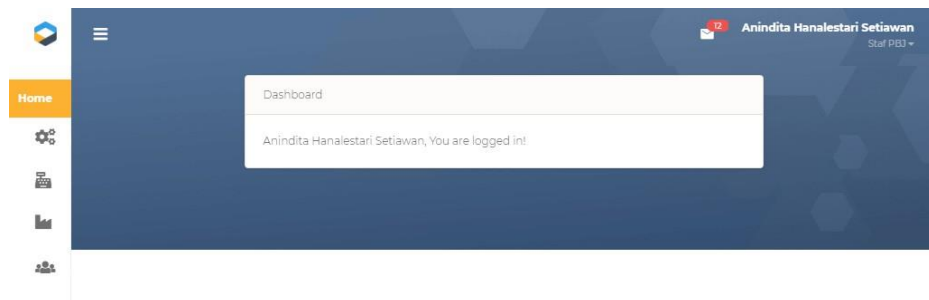 12
Anindita Hanalestari Setiawan
Staf PBJ
Home
Dashboard
Anindita Hanalestari Setiawan, You are logged in!